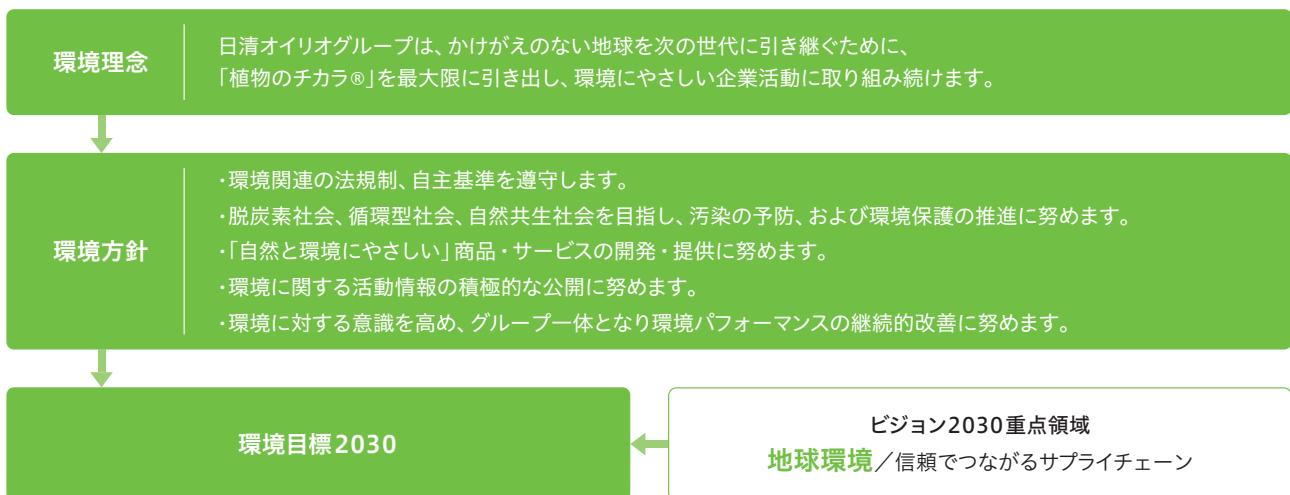 環境理念
日清オイリオグループは、かけがえのない地球を次の世代に引き継ぐために、
「植物のチカラ®」を最大限に引き出し、環境にやさしい企業活動に取り組み続けます。
環境方針
・環境関連の法規制、自主基準を遵守します。
・脱炭素社会、循環型社会、自然共生社会を目指し、汚染の予防、および環境保護の推進に努めます。
・「自然と環境にやさしい」商品・サービスの開発・提供に努めます。
・環境に関する活動情報の積極的な公開に努めます。
・環境に対する意識を高め、グループ一体となり環境パフォーマンスの継続的改善に努めます。
環境目標2030
ビジョン2030重点領域
地球環境／信頼でつながるサプライチェーン